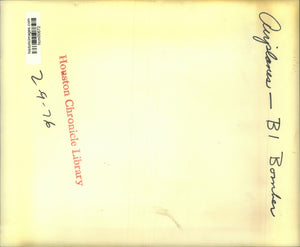 Airplanes — B1 Bomber
Houston Chronicle Library
2-9-76